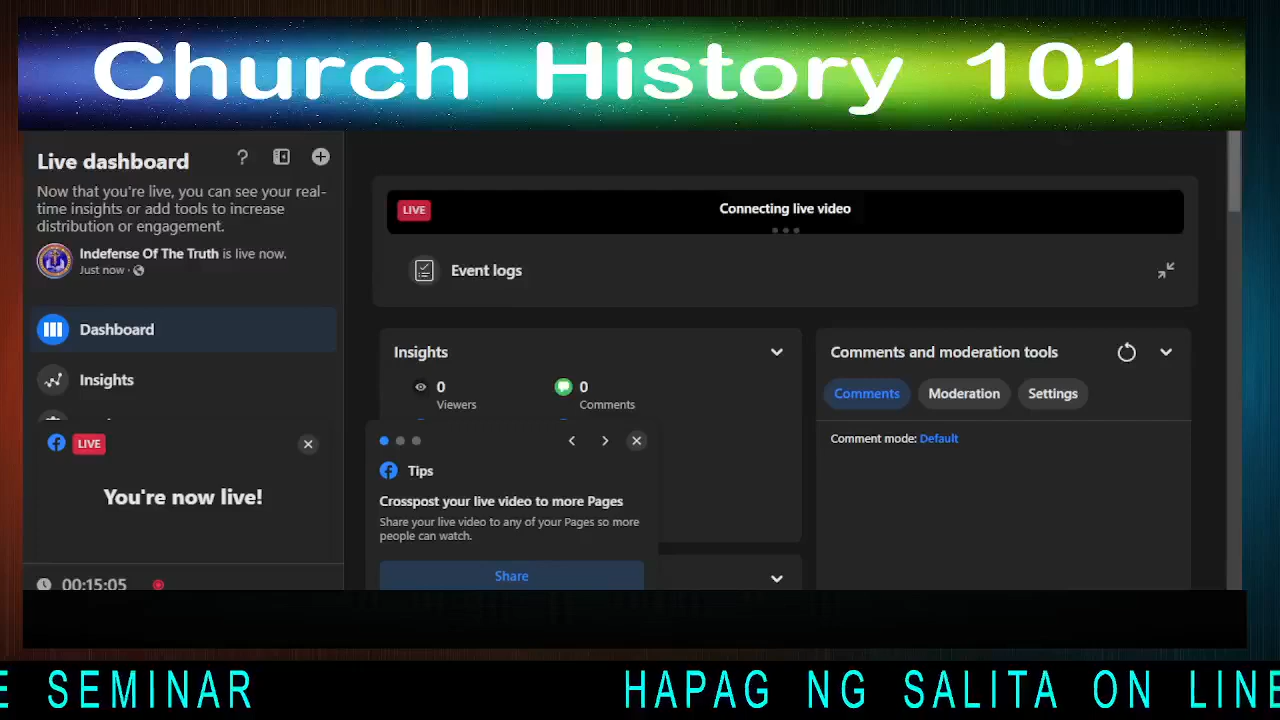 Church History 101
Live dashboard
Now that you're live, you can see your real-
time insights or add tools to increase
distribution or engagement.
Indefense Of The Truth is live now.
Just now ·
Dashboard
Insights
LIVE
You're now live!
00:15:05
LIVE
Connecting live video
Event logs
Insights
0
Viewers
0
Comments
Tips
Crosspost your live video to more Pages
Share your live video to any of your Pages so more
people can watch.
Share
Comments and moderation tools
Comments
Moderation
Settings
Comment mode: Default
E SEMINAR
HAPAG NG SALITA ON LINE